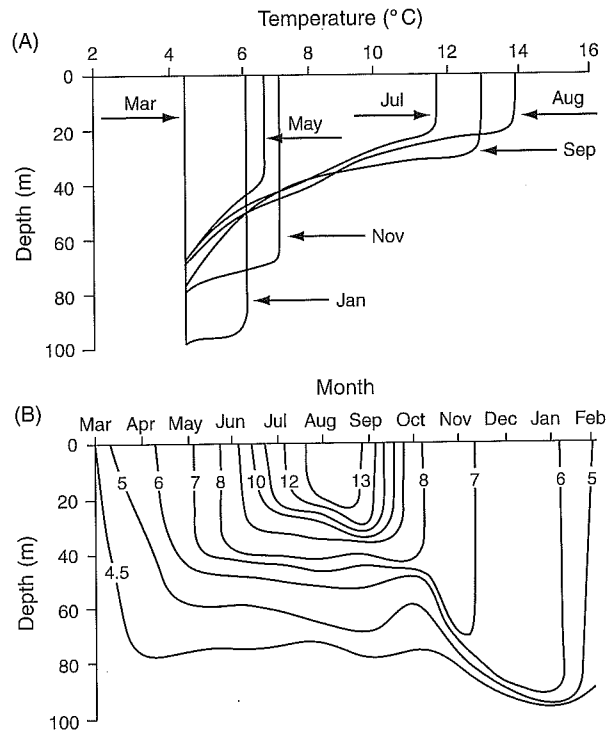 Temperature (°C)
(A)
2 4 6 8 10 12 14 16
0
Mar Jul Aug
20 May
Sep
40
Depth (m)
60 Nov
80 Jan
100
Month
(B) Mar Apr May Jun Jul Aug Sep Oct Nov Dec Jan Feb
0
5 6 7 8 10 12 13 8 7 6 5
20
40
4.5
Depth (m)
60
80
100